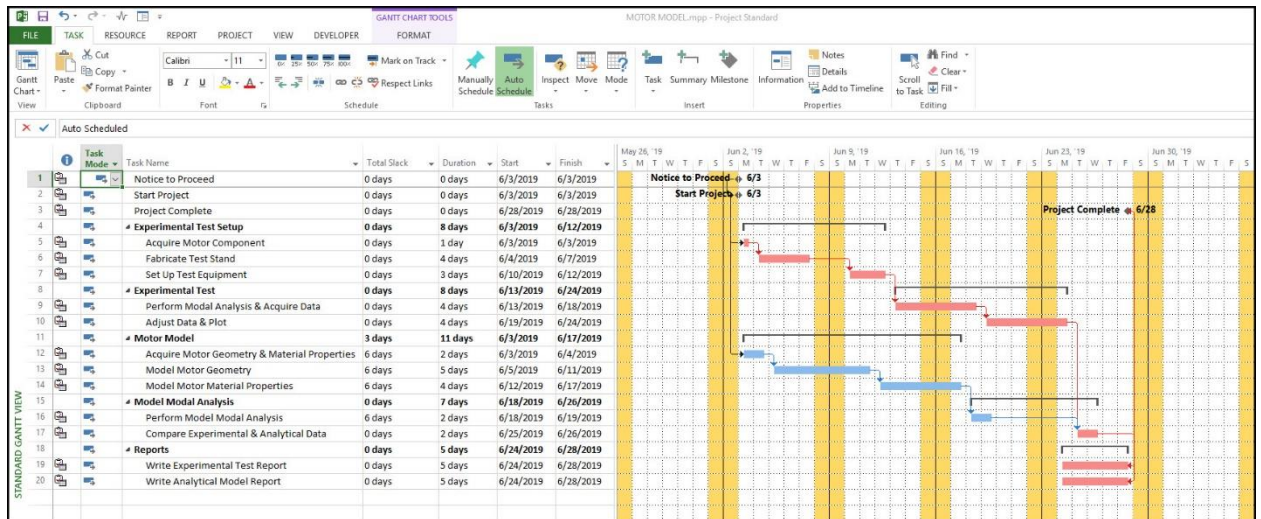 GANTT CHART TOOLS MOTOR MODEL.mpp - Project Standard
FILE TASK RESOURCE REPORT PROJECT VIEW DEVELOPER FORMAT
Cut
Copy
Format Painter
Paste
Gantt Chart
Calibri 11
B I U A
0% 25% 50% 75% 100%
Mark on Track
Respect Links
Manually Schedule
Auto Schedule
Inspect Move Mode
Task Summary Milestone
Information
Notes
Details
Add to Timeline
Scroll to Task
Find
Clear
Fill
View Clipboard Font Schedule Tasks Insert Properties Editing
Auto Scheduled
Task Mode Task Name Total Slack Duration Start Finish
May 26, '19 Jun 2, '19 Jun 9, '19 Jun 16, '19 Jun 23, '19 Jun 30, '19
S M T W T F S S M T W T F S S M T W T F S S M T W T F S S M T W T F S S M T W T F S
1 Notice to Proceed 0 days 0 days 6/3/2019 6/3/2019 Notice to Proceed 6/3
2 Start Project 0 days 0 days 6/3/2019 6/3/2019 Start Project 6/3
3 Project Complete 0 days 0 days 6/28/2019 6/28/2019 Project Complete 6/28
4 Experimental Test Setup 0 days 8 days 6/3/2019 6/12/2019
5 Acquire Motor Component 0 days 1 day 6/3/2019 6/3/2019
6 Fabricate Test Stand 0 days 4 days 6/4/2019 6/7/2019
7 Set Up Test Equipment 0 days 3 days 6/10/2019 6/12/2019
8 Experimental Test 0 days 8 days 6/13/2019 6/24/2019
9 Perform Modal Analysis & Acquire Data 0 days 4 days 6/13/2019 6/18/2019
10 Adjust Data & Plot 0 days 4 days 6/19/2019 6/24/2019
11 Motor Model 3 days 11 days 6/3/2019 6/17/2019
12 Acquire Motor Geometry & Material Properties 6 days 2 days 6/3/2019 6/4/2019
13 Model Motor Geometry 6 days 5 days 6/5/2019 6/11/2019
14 Model Motor Material Properties 6 days 4 days 6/12/2019 6/17/2019
15 Model Modal Analysis 0 days 7 days 6/18/2019 6/26/2019
16 Perform Model Modal Analysis 6 days 2 days 6/18/2019 6/19/2019
17 Compare Experimental & Analytical Data 0 days 2 days 6/25/2019 6/26/2019
18 Reports 0 days 5 days 6/24/2019 6/28/2019
19 Write Experimental Test Report 0 days 5 days 6/24/2019 6/28/2019
20 Write Analytical Model Report 0 days 5 days 6/24/2019 6/28/2019
STANDARD GANTT VIEW